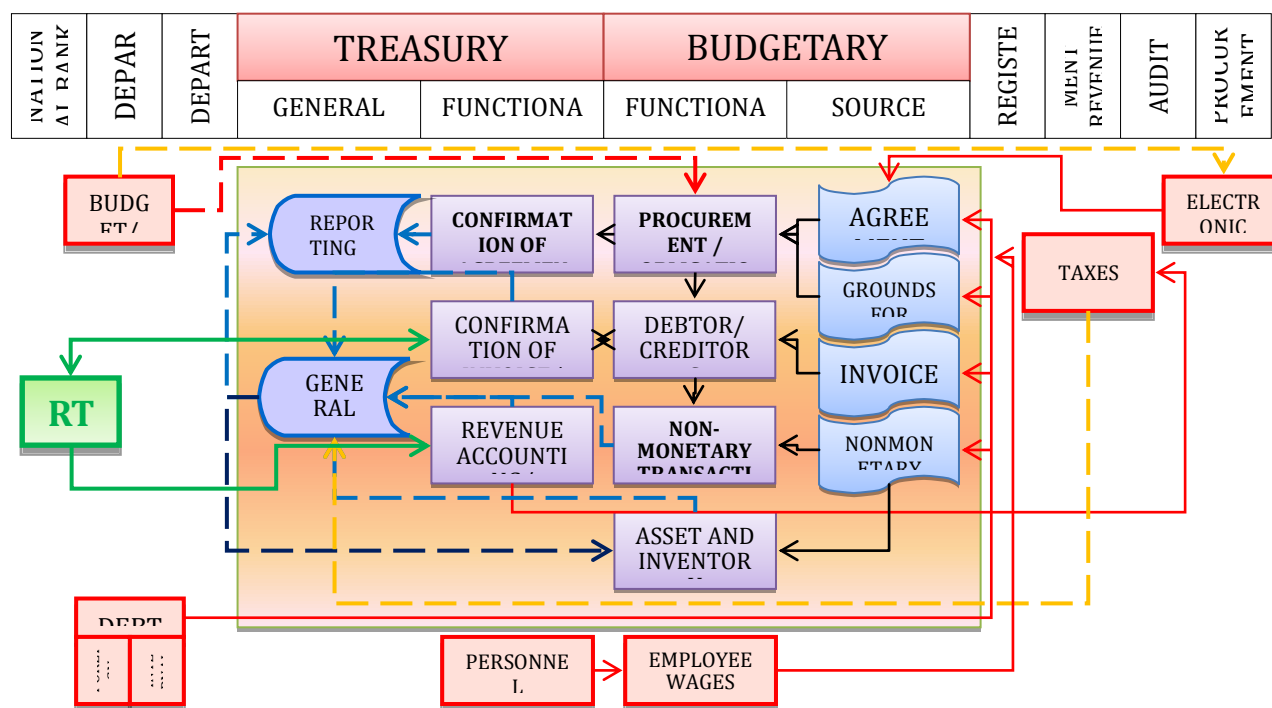 TREASURY
BUDGETARY
DEPAR
DEPART
GENERAL
FUNCTIONA
FUNCTIONA
SOURCE
REGISTE
AUDIT
BUDG
REPOR
TING
CONFIRMAT
ION OF
PROCUREM
ENT /
AGREE
ELECTR
ONIC
TAXES
GROUNDS
FOR
CONFIRMA
TION OF
DEBTOR/
CREDITOR
INVOICE
RT
GENE
RAL
REVENUE
ACCOUNTI
NON-
MONETARY
TRANSACTI
NONMON
ETARY
ASSET AND
INVENTOR
PERSONNE
L
EMPLOYEE
WAGES